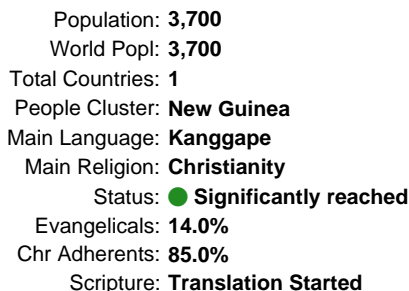 Population: 3,700
World Popl: 3,700
Total Countries: 1
People Cluster: New Guinea
Main Language: Kanggape
Main Religion: Christianity
Status: Significantly reached
Evangelicals: 14.0%
Chr Adherents: 85.0%
Scripture: Translation Started